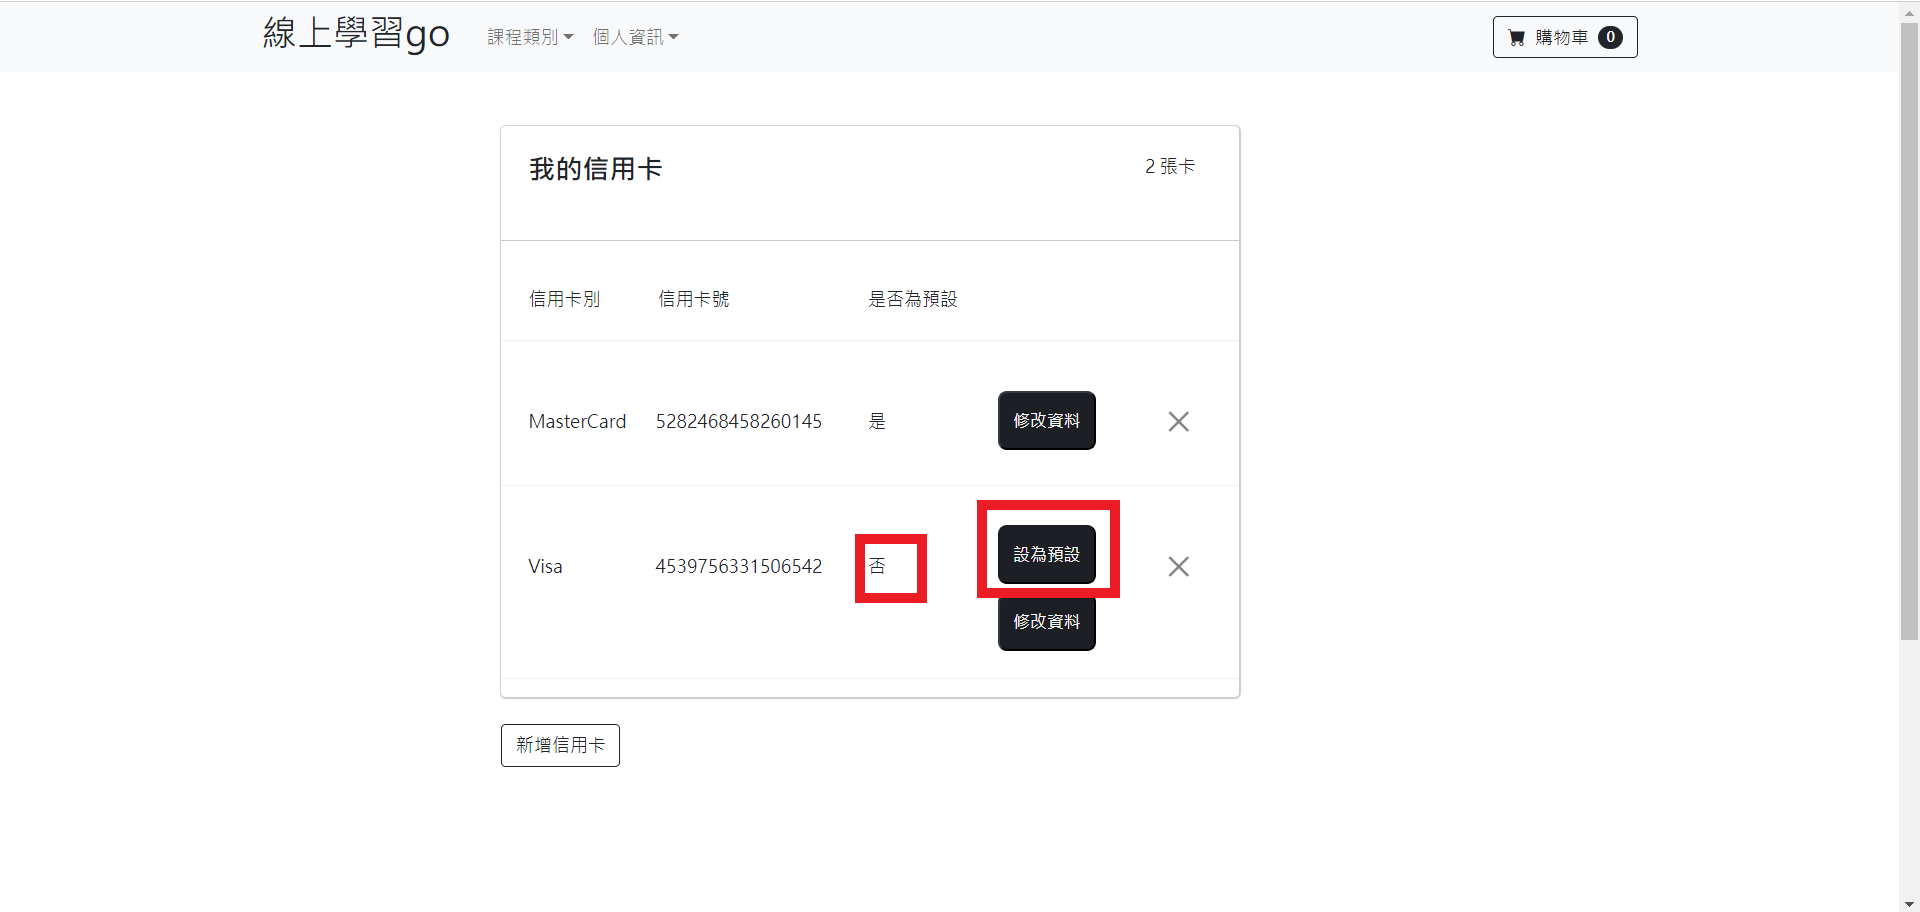 線上學習go 課程類別 個人資訊 購物車 0
我的信用卡 2 張卡
信用卡別 信用卡號 是否為預設
MasterCard 5282468458260145 是 修改資料
Visa 4539756331506542 否 設為預設
修改資料
新增信用卡